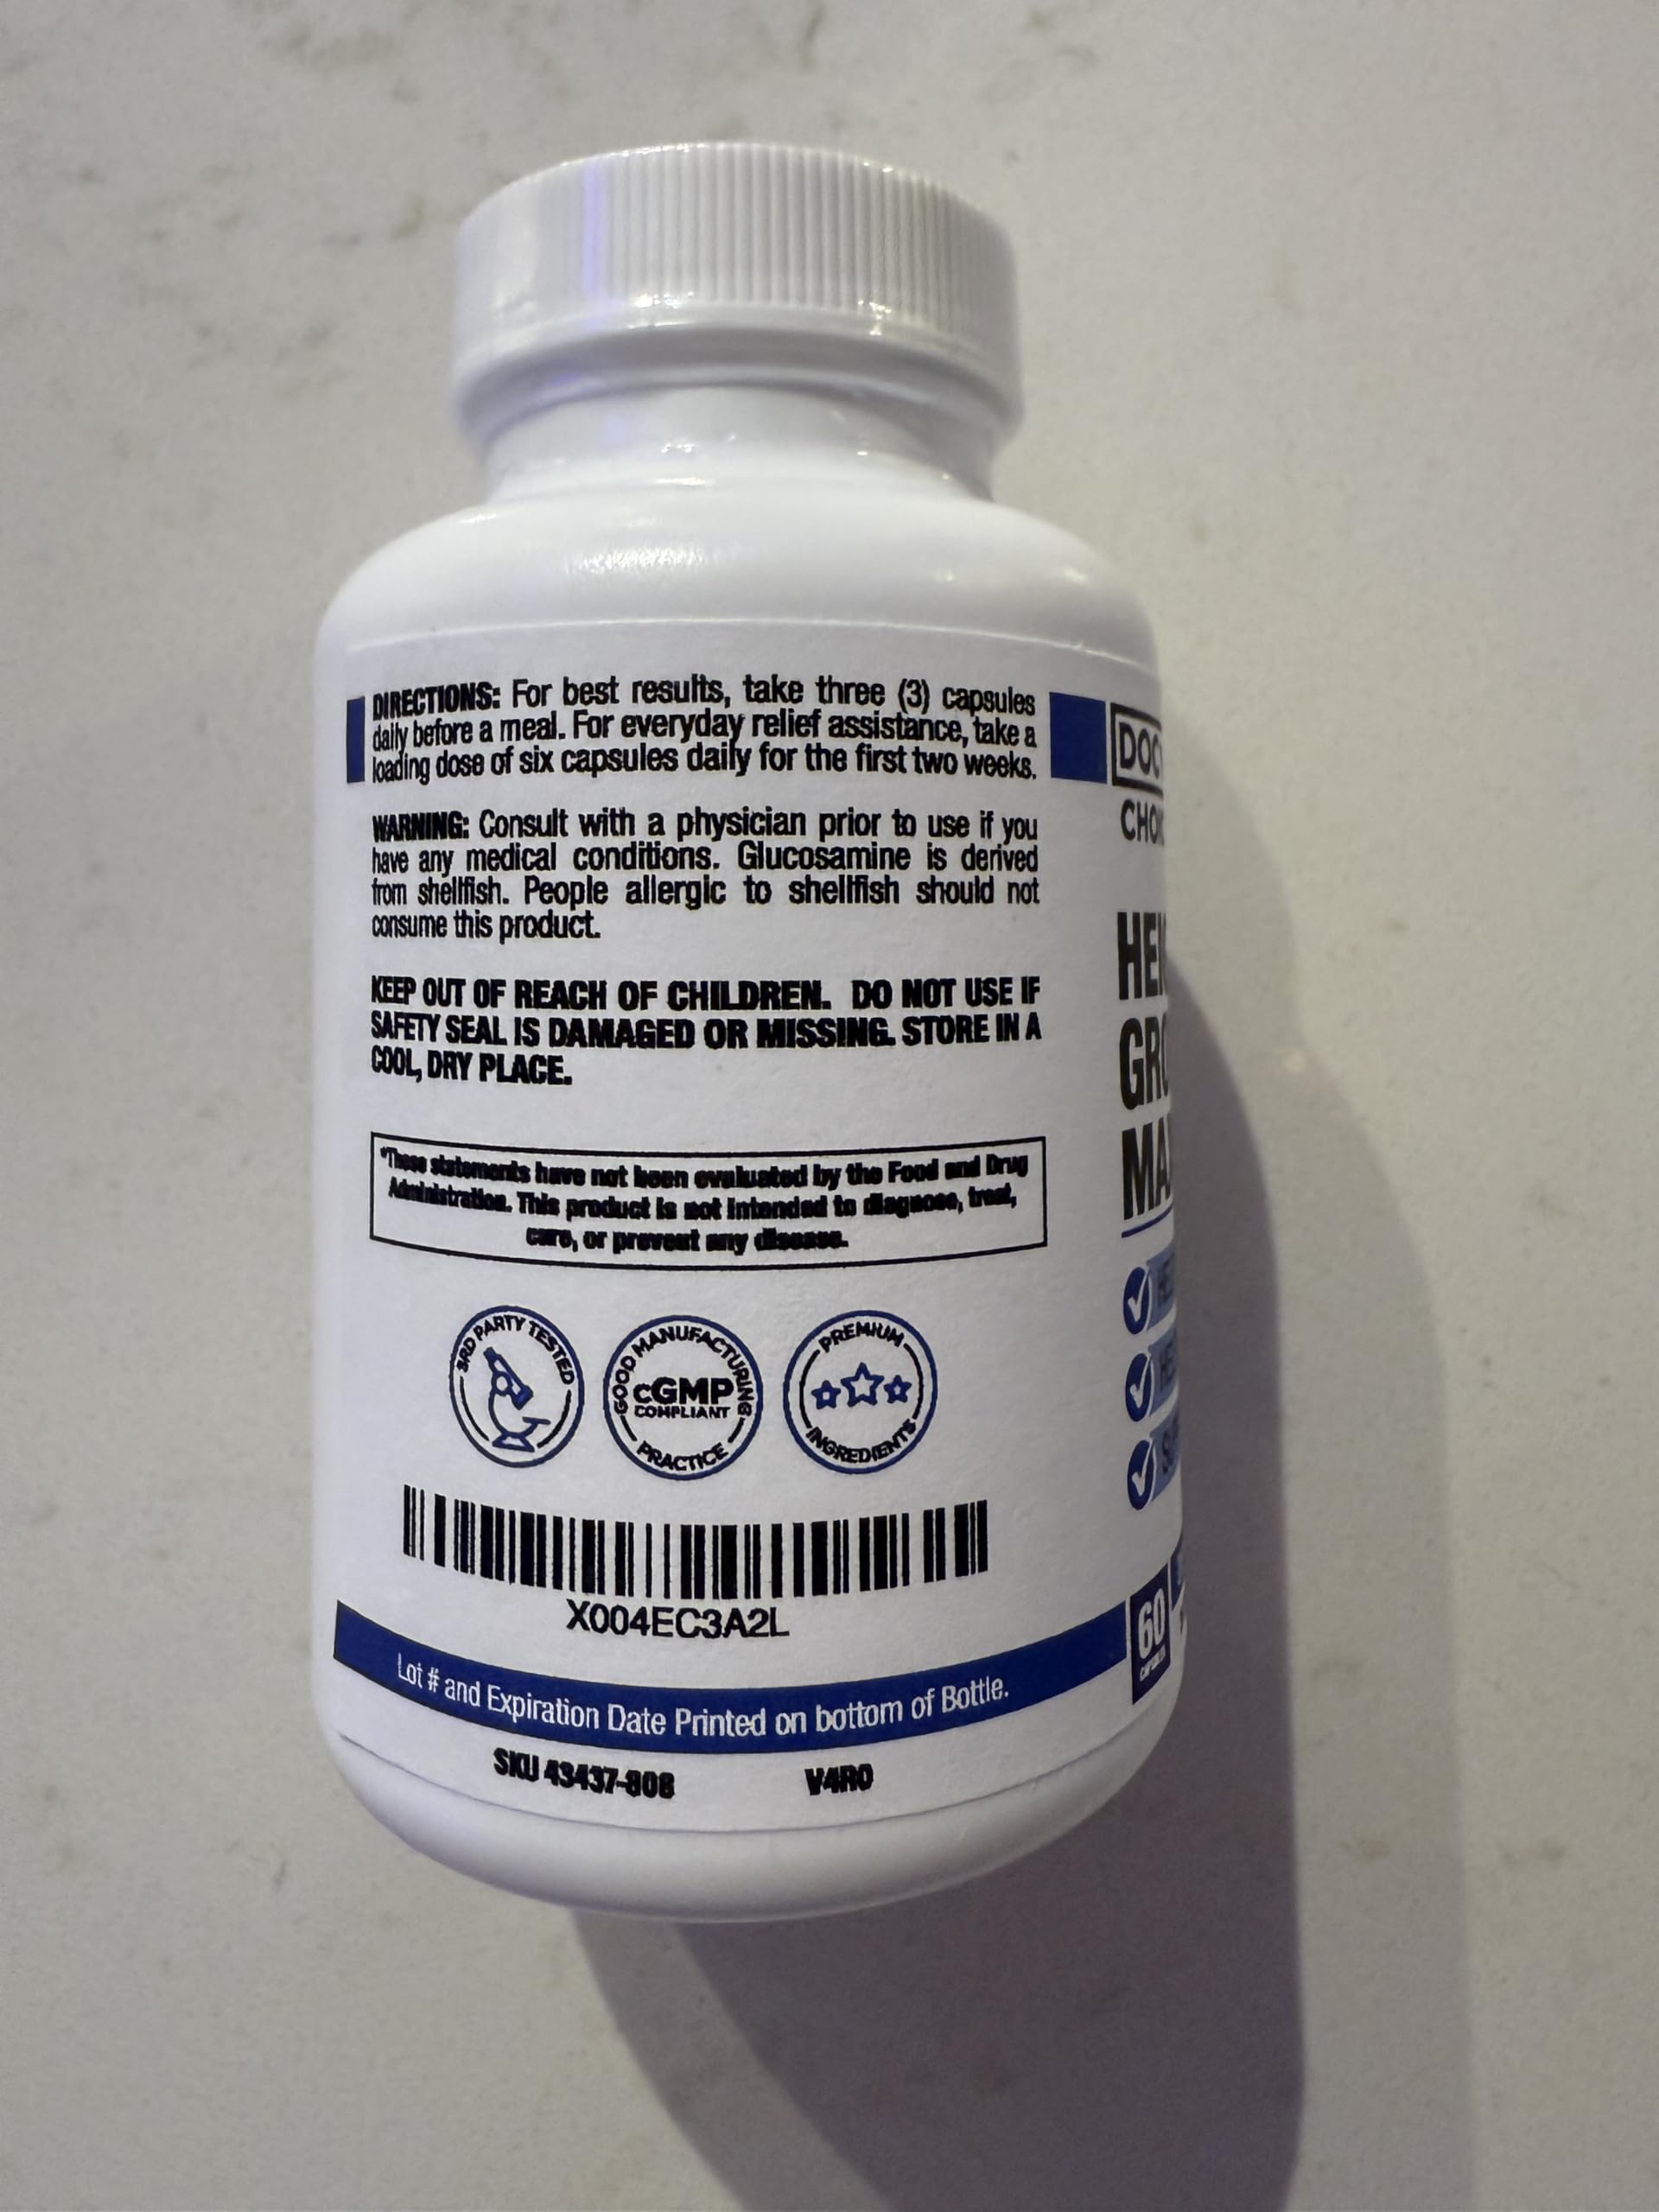 DIRECTIONS: For best results, take three (3) capsules
daily before a meal. For everyday relief assistance, take a
loading dose of six capsules daily for the first two weeks.
WARNING: Consult with a physician prior to use if you
have any medical conditions. Glucosamine is derived
from shellfish. People allergic to shellfish should not
consume this product.
KEEP OUT OF REACH OF CHILDREN. DO NOT USE IF
SAFETY SEAL IS DAMAGED OR MISSING. STORE IN A
COOL, DRY PLACE.
*These statements have not been evaluated by the Food and Drug
Administration. This product is not intended to diagnose, treat,
cure, or prevent any disease.
3RD PARTY TESTED
GOOD MANUFACTURING
cGMP
COMPLIANT
PRACTICE
PREMIUM
INGREDIENTS
X004EC3A2L
Lot # and Expiration Date Printed on bottom of Bottle.
SKU 43437-808 V4R0
DOC
CHOI
HEI
GRO
MA
60
CAPSULES